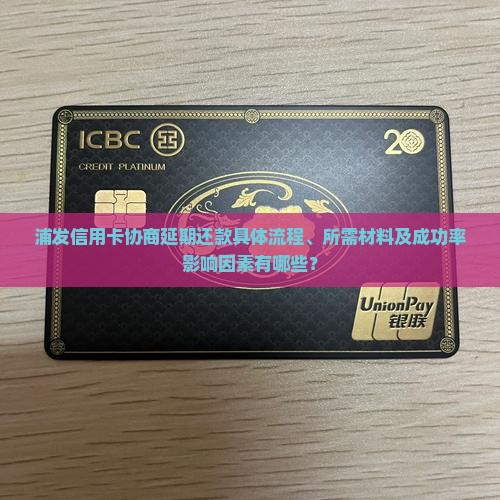 ICBC
20
CREDIT PLATINUM
浦发信用卡协商延期还款具体流程、所需材料及成功率
影响因素有哪些？
UnionPay
银联